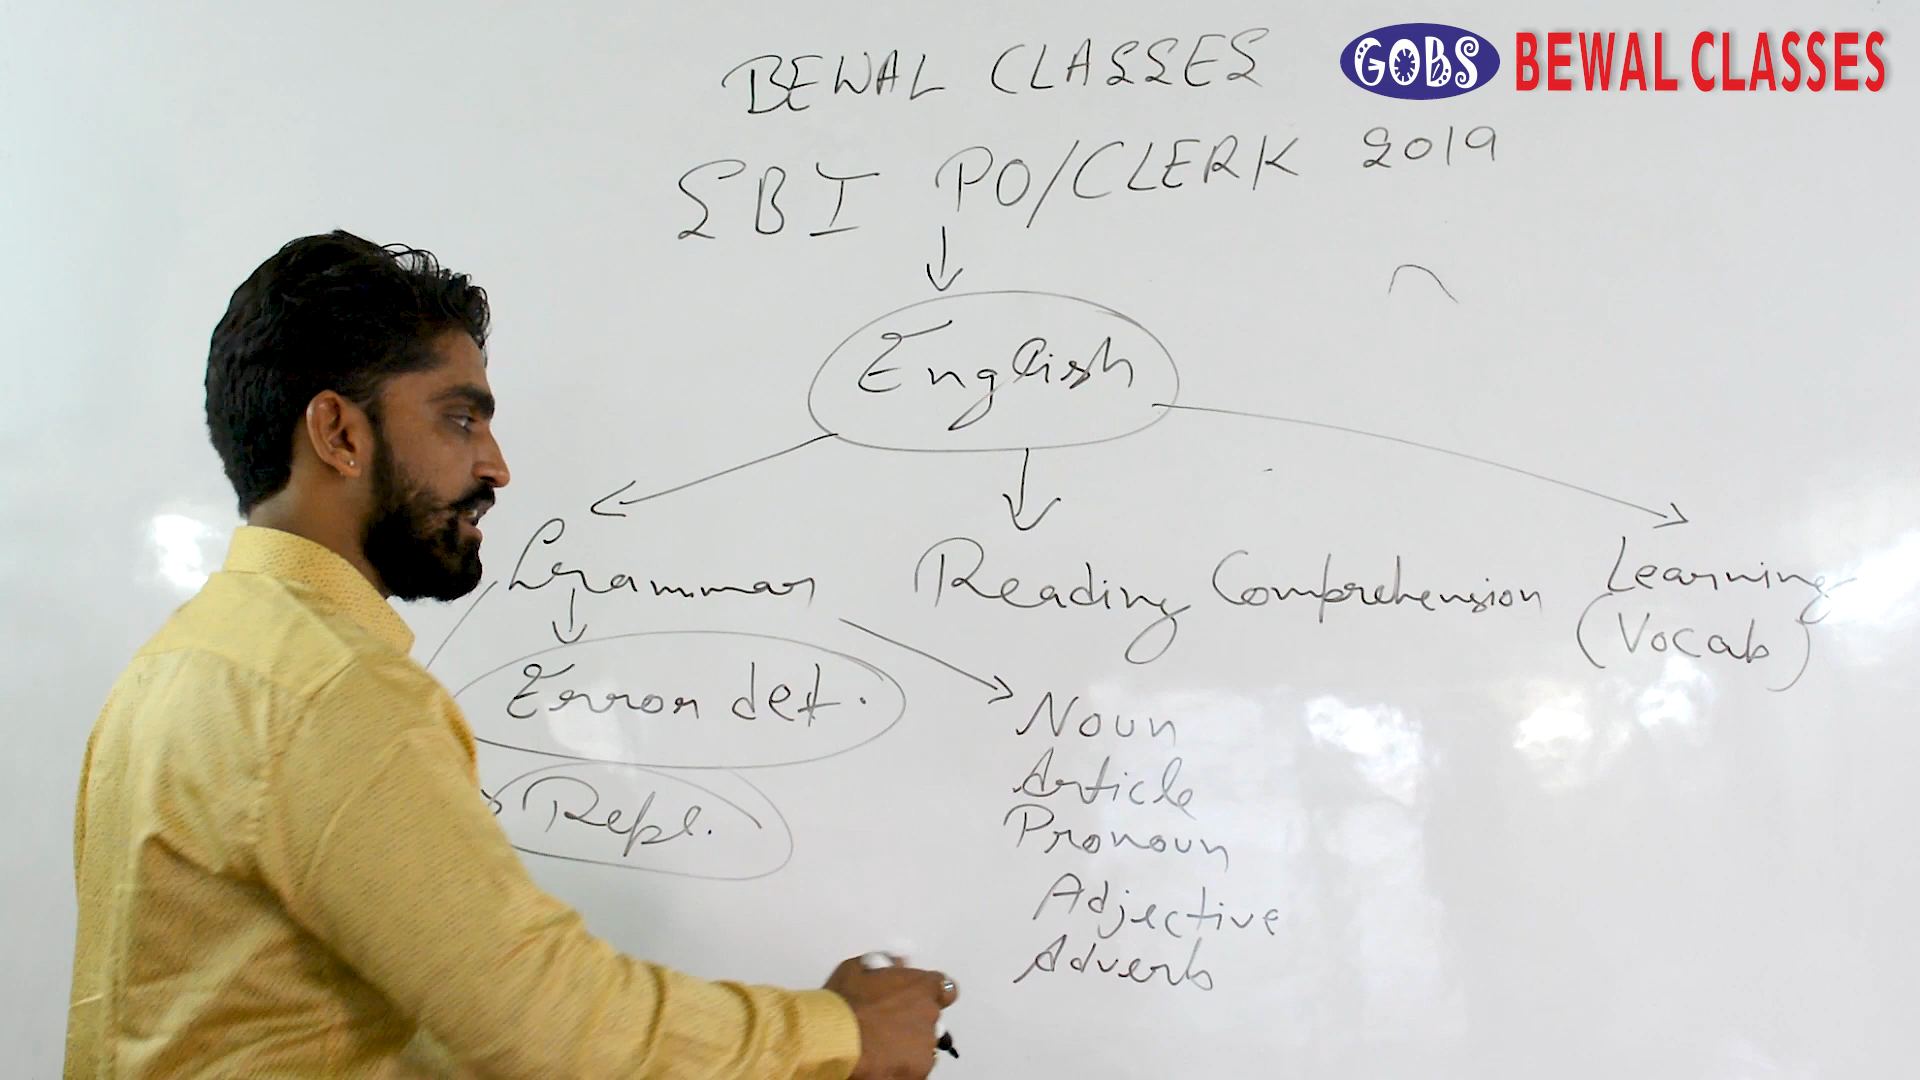 GOBS BEWAL CLASSES
BEWAL CLASSES
SBI PO/CLERK 2019
English
Grammar
Reading Comprehension
Learning
(Vocab)
Error det.
Repl.
Noun
Article
Pronoun
Adjective
Adverb